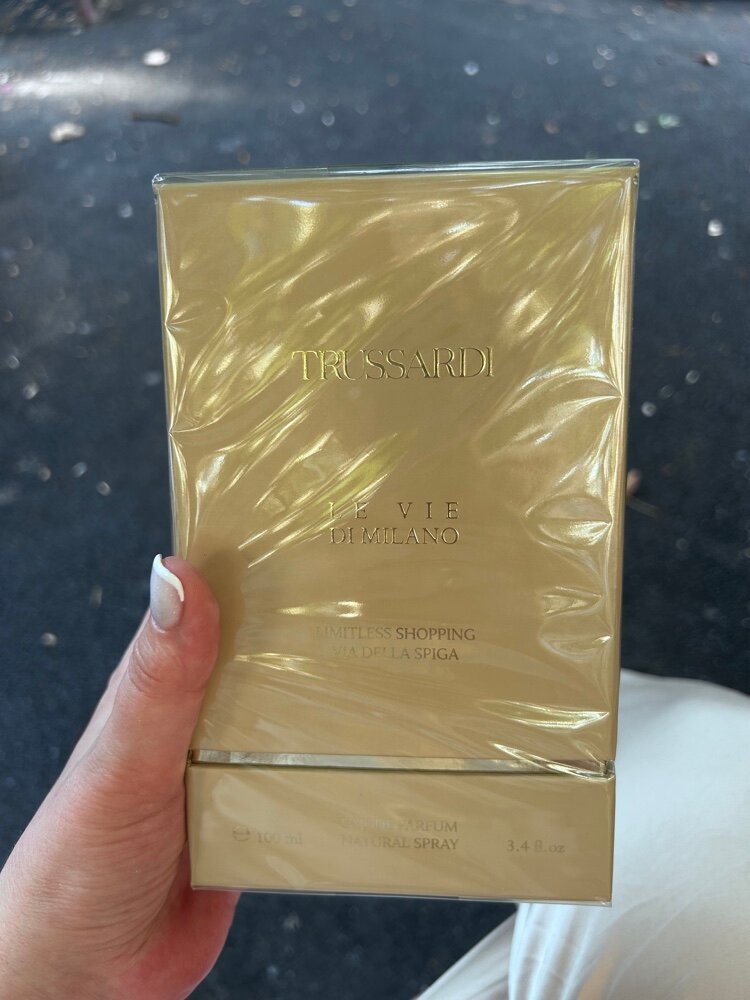 TRUSSARDI
LE VIE
DI MILANO
LIMITLESS SHOPPING
VIA DELLA SPIGA
EAU DE PARFUM
℮ 100 ml NATURAL SPRAY 3.4 fl.oz